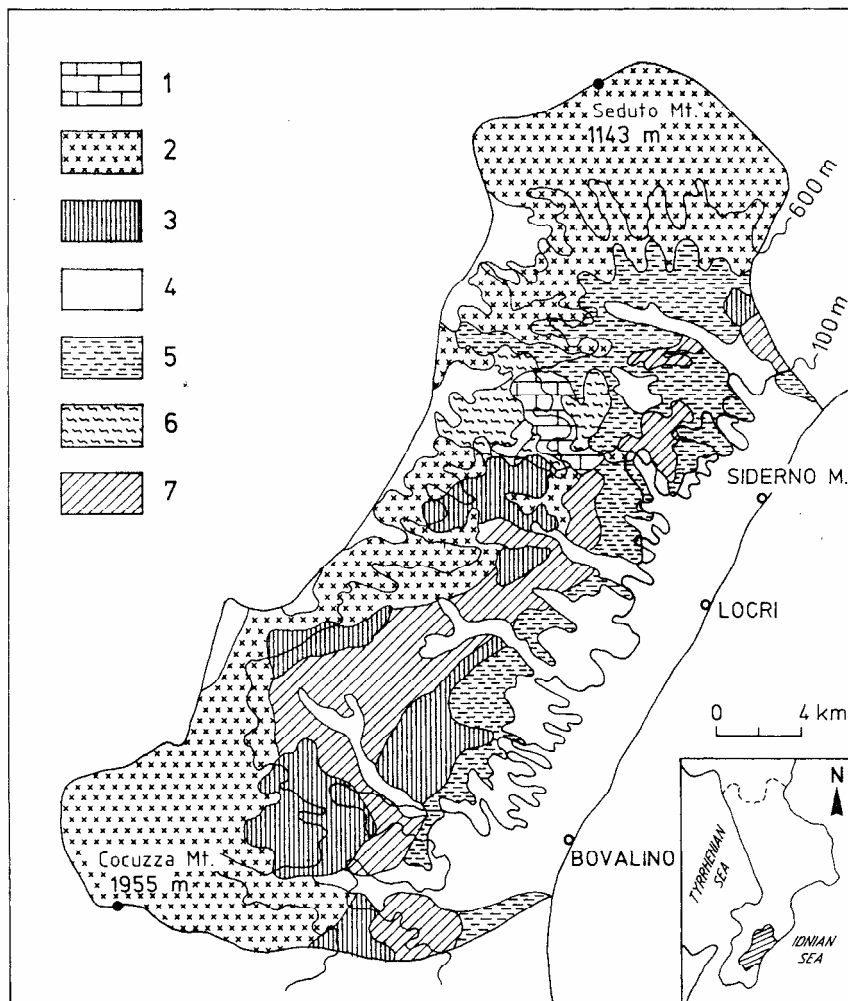 1
2
3
4
5
6
7
Seduto Mt.
1143 m
600 m
100 m
SIDERNO M.
LOCRI
0 4 km
BOVALINO
Cocuzza Mt.
1955 m
N
TYRRHENIAN
SEA
IONIAN
SEA